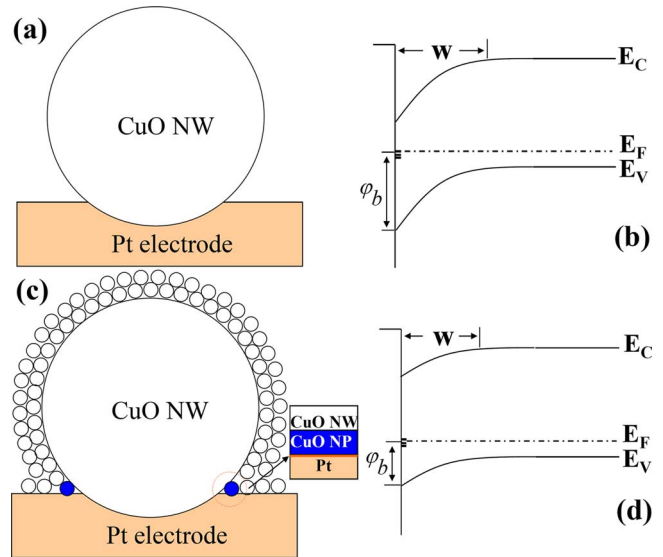 (a)
CuO NW
Pt electrode
w
E_C
E_F
E_V
φ_b
(b)
(c)
CuO NW
CuO NW
CuO NP
Pt
Pt electrode
w
E_C
E_F
E_V
φ_b
(d)